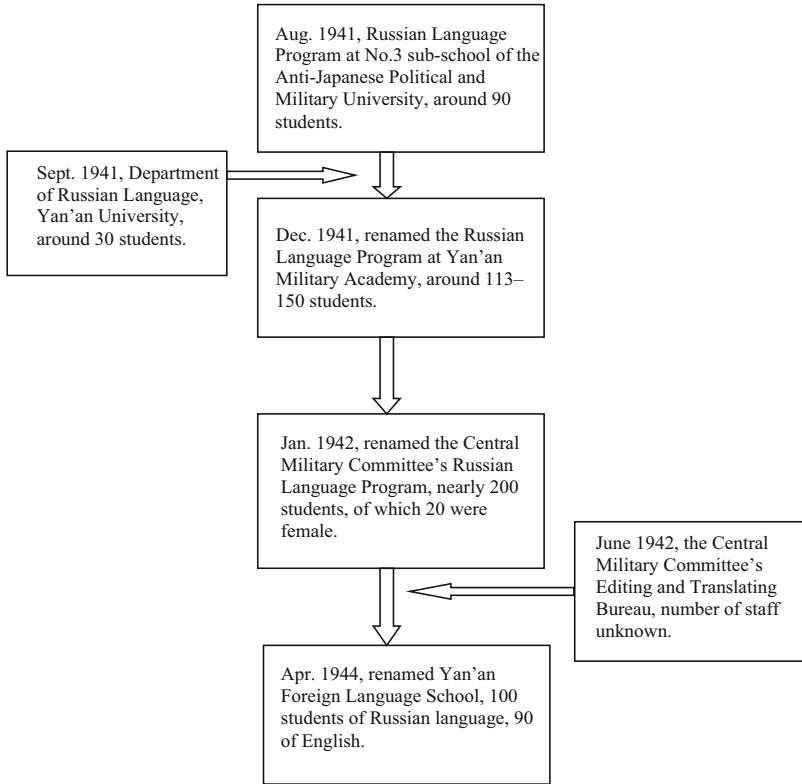 Aug. 1941, Russian Language
Program at No.3 sub-school of the
Anti-Japanese Political and
Military University, around 90
students.
Sept. 1941, Department
of Russian Language,
Yan’an University,
around 30 students.
Dec. 1941, renamed the Russian
Language Program at Yan’an
Military Academy, around 113–
150 students.
Jan. 1942, renamed the Central
Military Committee’s Russian
Language Program, nearly 200
students, of which 20 were
female.
June 1942, the Central
Military Committee’s
Editing and Translating
Bureau, number of staff
unknown.
Apr. 1944, renamed Yan’an
Foreign Language School, 100
students of Russian language, 90
of English.